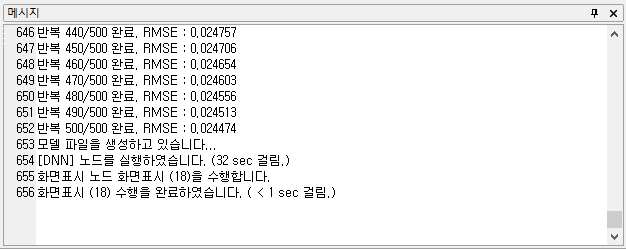 메시지
646 반복 440/500 완료. RMSE : 0.024757
647 반복 450/500 완료. RMSE : 0.024706
648 반복 460/500 완료. RMSE : 0.024654
649 반복 470/500 완료. RMSE : 0.024603
650 반복 480/500 완료. RMSE : 0.024556
651 반복 490/500 완료. RMSE : 0.024513
652 반복 500/500 완료. RMSE : 0.024474
653 모델 파일을 생성하고 있습니다...
654 [DNN] 노드를 실행하였습니다. (32 sec 걸림.)
655 화면표시 노드 화면표시 (18)을 수행합니다.
656 화면표시 (18) 수행을 완료하였습니다. ( < 1 sec 걸림.)